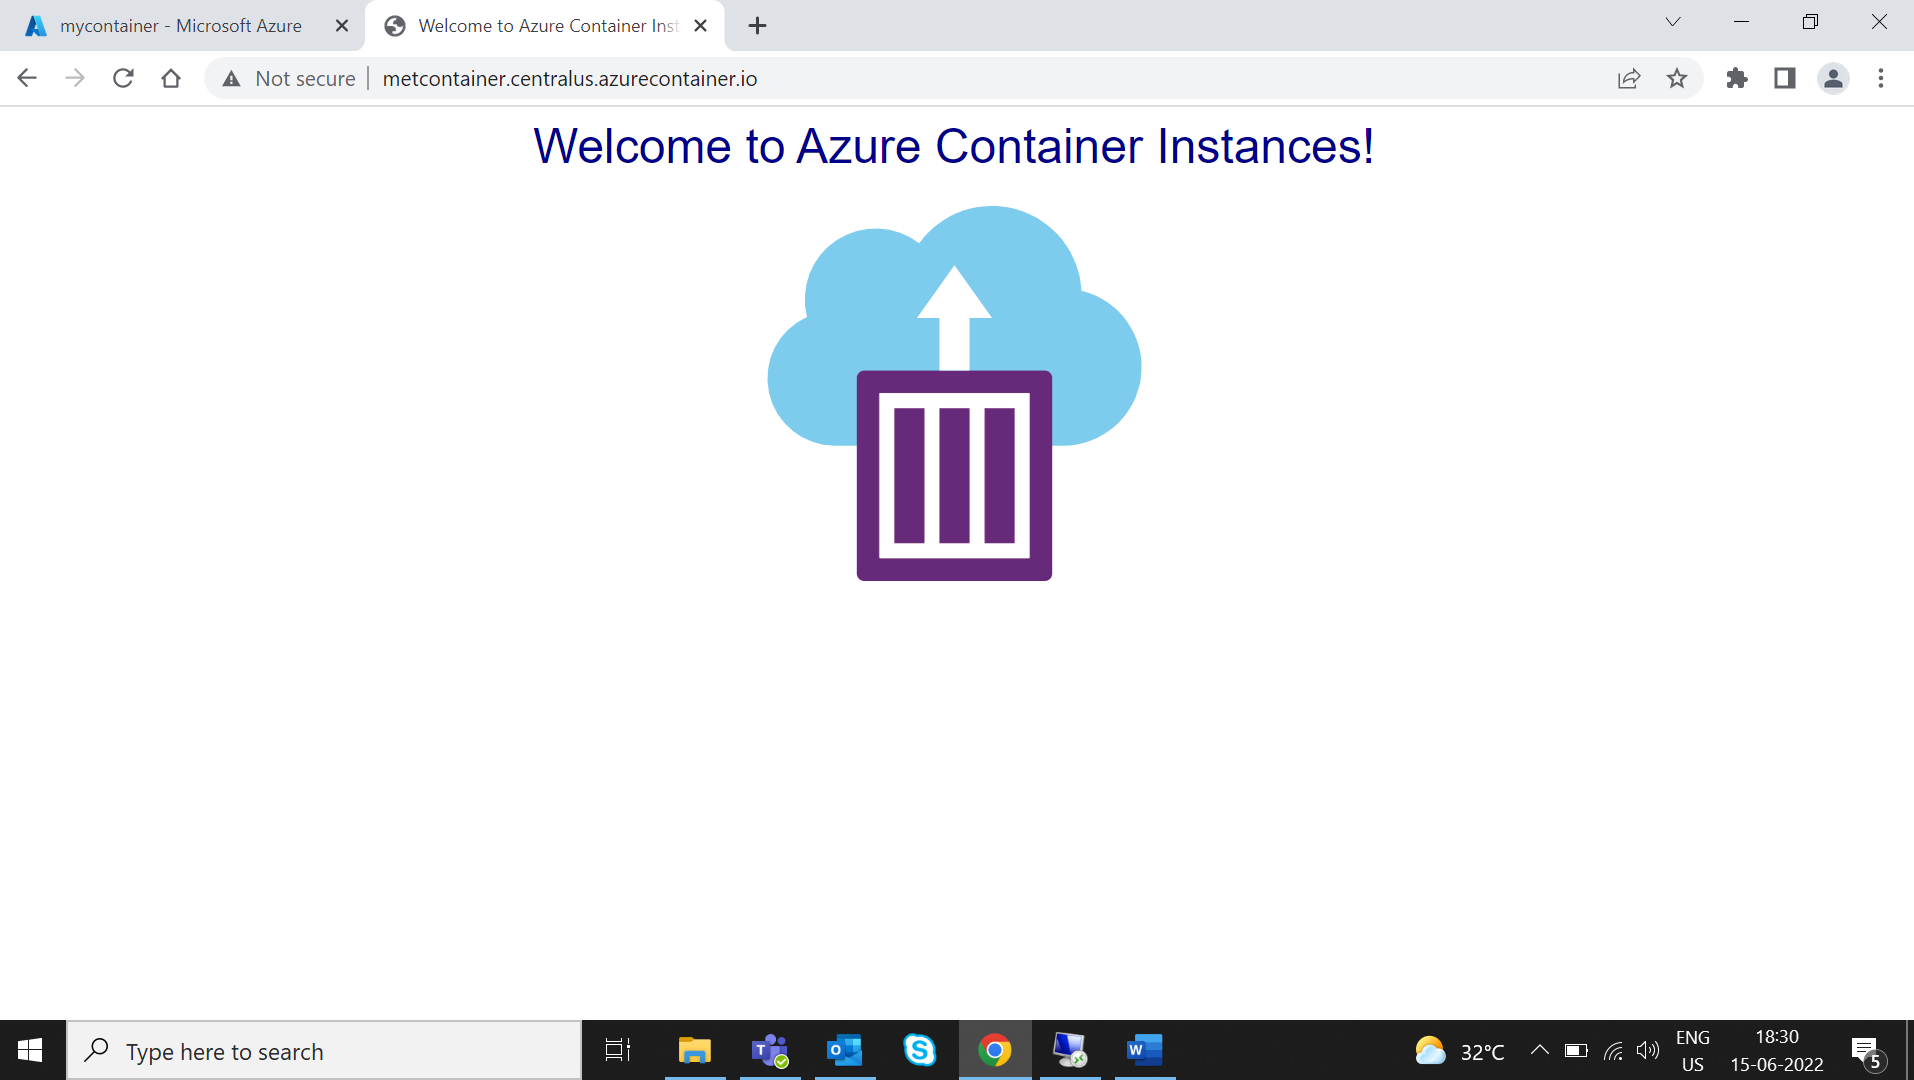 mycontainer - Microsoft Azure
Welcome to Azure Container Inst
Not secure
metcontainer.centralus.azurecontainer.io
Welcome to Azure Container Instances!
Type here to search
32°C
ENG
US
18:30
15-06-2022
5